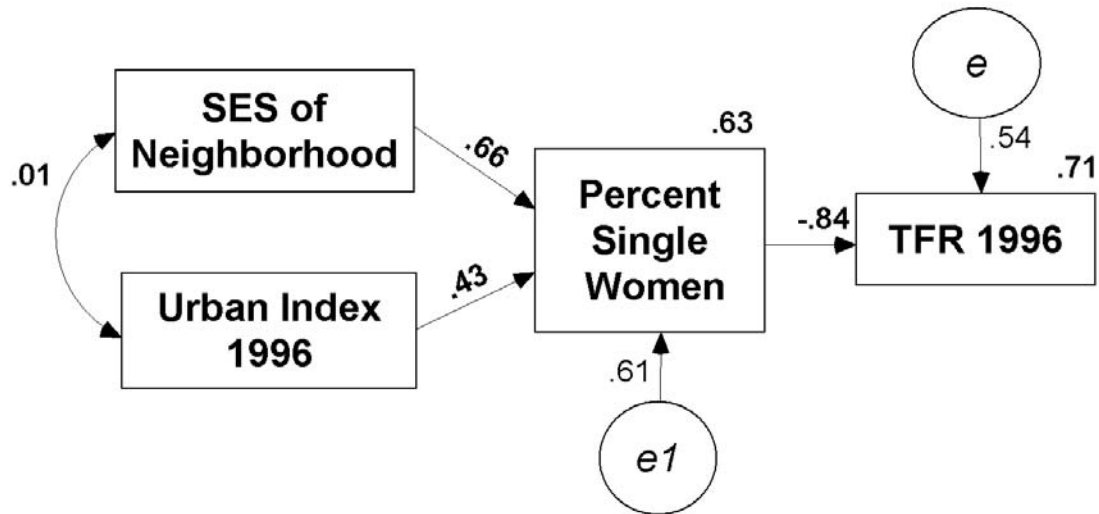 SES of
Neighborhood
.01
.66
Urban Index
1996
.43
.63
Percent
Single
Women
.61
e1
-.84
e
.54
.71
TFR 1996